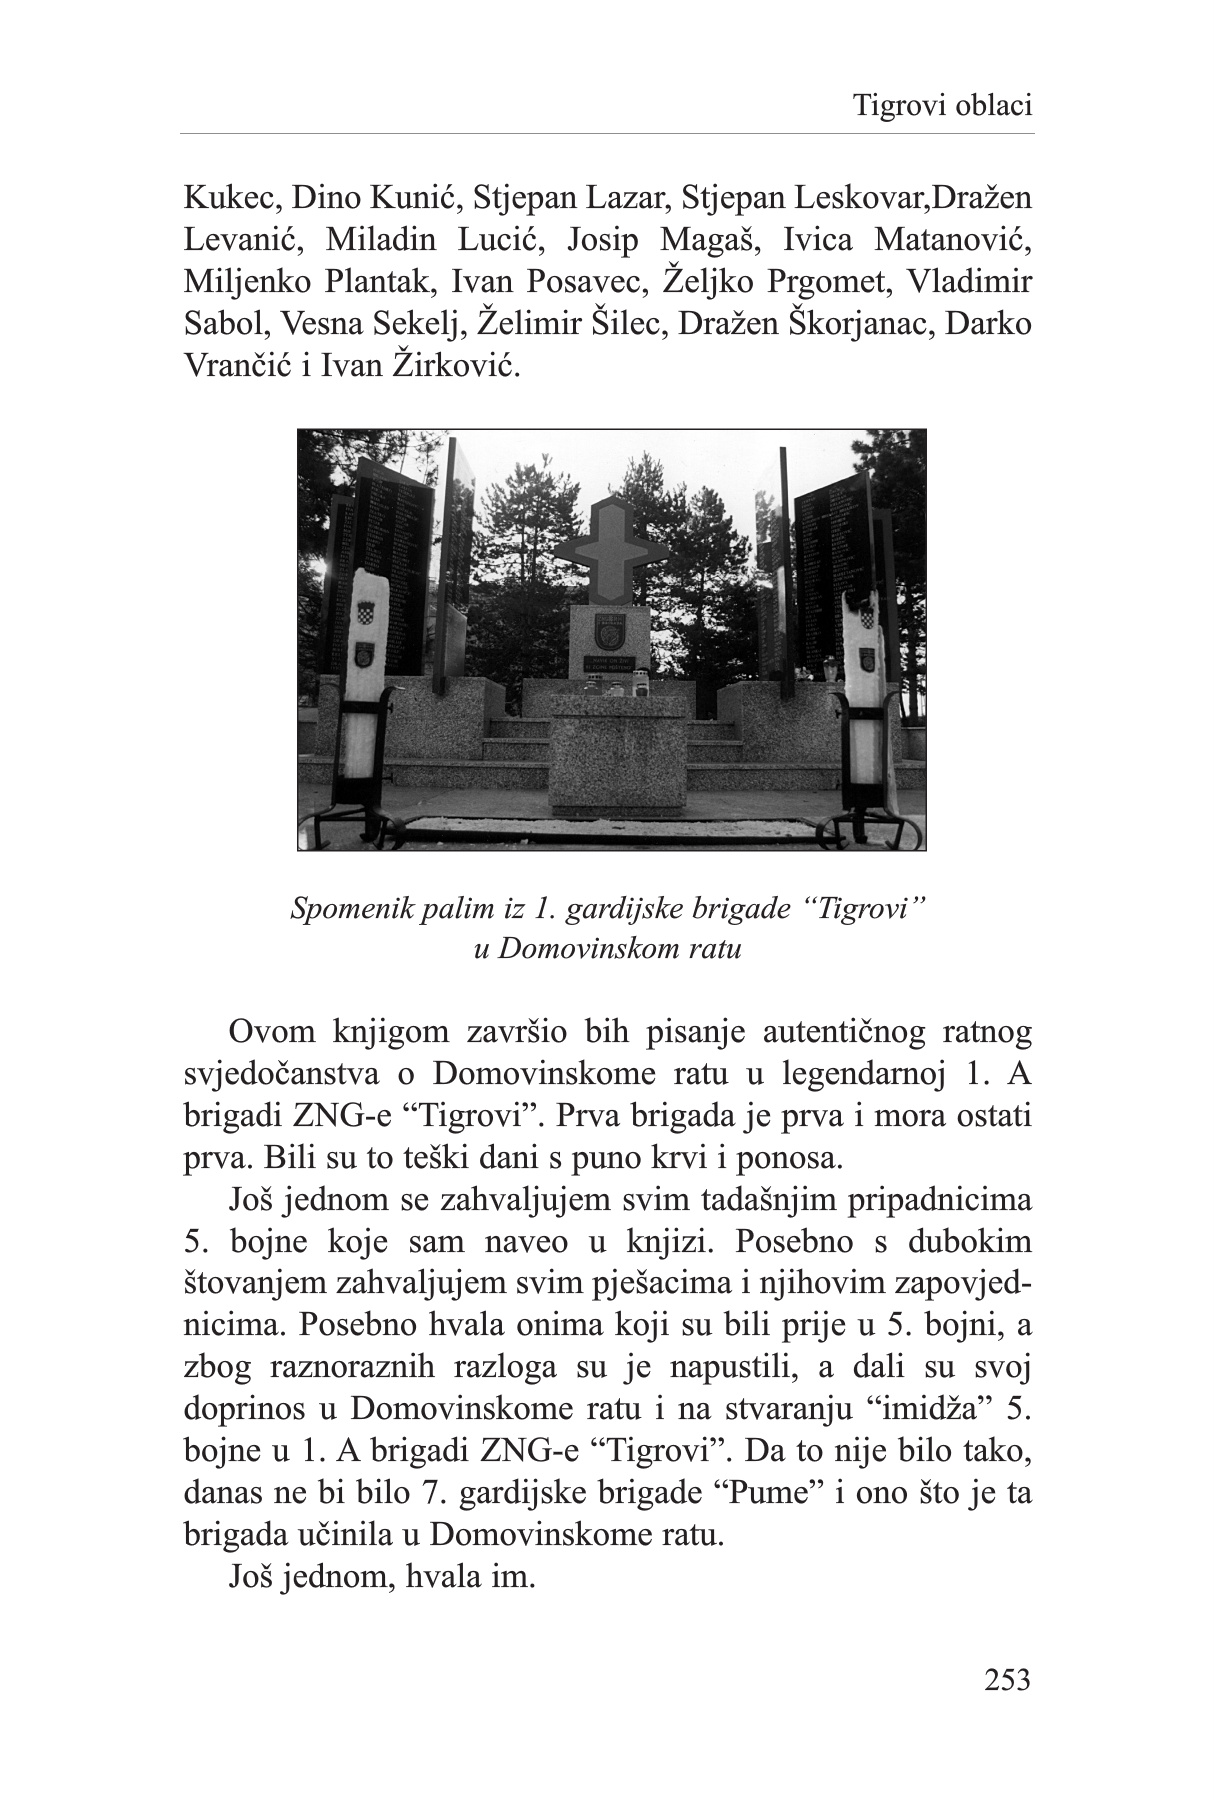 Tigrovi oblaci
Kukec, Dino Kunić, Stjepan Lazar, Stjepan Leskovar,Dražen
Levanić, Miladin Lucić, Josip Magaš, Ivica Matanović,
Miljenko Plantak, Ivan Posavec, Željko Prgomet, Vladimir
Sabol, Vesna Sekelj, Želimir Šilec, Dražen Škorjanac, Darko
Vrančić i Ivan Žirković.
Spomenik palim iz 1. gardijske brigade “Tigrovi”
u Domovinskom ratu
Ovom knjigom završio bih pisanje autentičnog ratnog
svjedočanstva o Domovinskome ratu u legendarnoj 1. A
brigadi ZNG-e “Tigrovi”. Prva brigada je prva i mora ostati
prva. Bili su to teški dani s puno krvi i ponosa.
Još jednom se zahvaljujem svim tadašnjim pripadnicima
5. bojne koje sam naveo u knjizi. Posebno s dubokim
štovanjem zahvaljujem svim pješacima i njihovim zapovjed-
nicima. Posebno hvala onima koji su bili prije u 5. bojni, a
zbog raznoraznih razloga su je napustili, a dali su svoj
doprinos u Domovinskome ratu i na stvaranju “imidža” 5.
bojne u 1. A brigadi ZNG-e “Tigrovi”. Da to nije bilo tako,
danas ne bi bilo 7. gardijske brigade “Pume” i ono što je ta
brigada učinila u Domovinskome ratu.
Još jednom, hvala im.
253